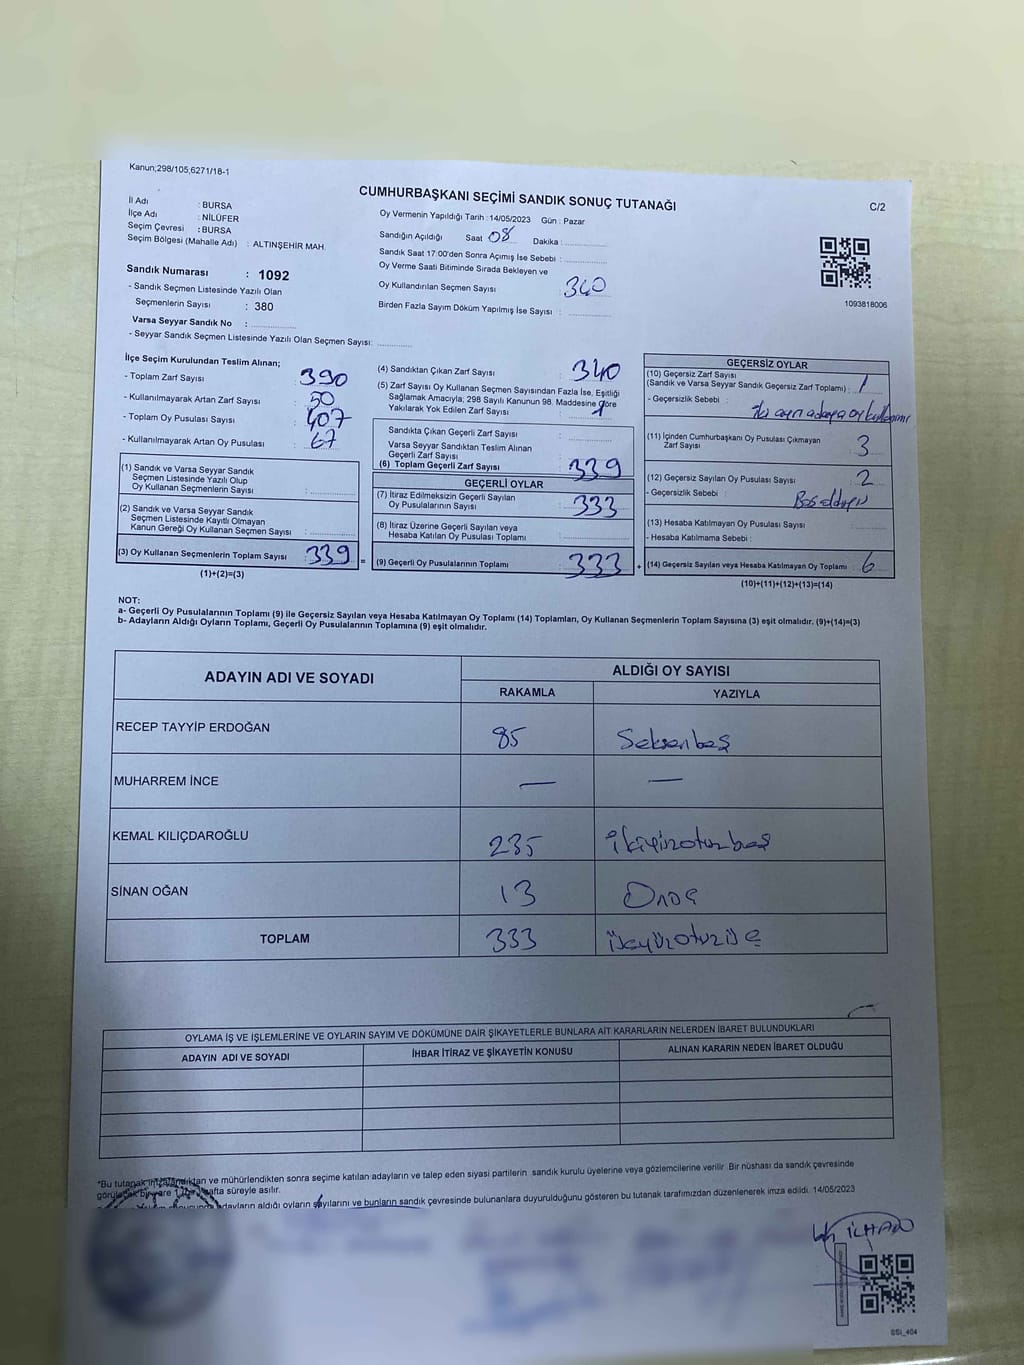 Kanun;298/105,6271/18-1
CUMHURBAŞKANI SEÇİMİ SANDIK SONUÇ TUTANAĞI
C/2
İl Adı : BURSA
İlçe Adı : NİLÜFER
Seçim Çevresi : BURSA
Seçim Bölgesi (Mahalle Adı) : ALTINŞEHİR MAH.
Sandık Numarası : 1092
- Sandık Seçmen Listesinde Yazılı Olan
Seçmenlerin Sayısı : 380
Varsa Seyyar Sandık No : ..............
- Seyyar Sandık Seçmen Listesinde Yazılı Olan Seçmen Sayısı: ..............
Oy Vermenin Yapıldığı Tarih : 14/05/2023 Gün : Pazar
Sandığın Açıldığı Saat 08 Dakika : ..............
Sandık Saat 17:00'den Sonra Açımış İse Sebebi : ..............
Oy Verme Saati Bitiminde Sırada Bekleyen ve
Oy Kullandırılan Seçmen Sayısı : 340
Birden Fazla Sayım Döküm Yapılmış İse Sayısı : ..............
1093818006
İlçe Seçim Kurulundan Teslim Alınan;
- Toplam Zarf Sayısı : 390
- Kullanılmayarak Artan Zarf Sayısı : 50
- Toplam Oy Pusulası Sayısı : 407
- Kullanılmayarak Artan Oy Pusulası : 67
(1) Sandık ve Varsa Seyyar Sandık
Seçmen Listesinde Yazılı Olup
Oy Kullanan Seçmenlerin Sayısı : ..............
(2) Sandık ve Varsa Seyyar Sandık
Seçmen Listesinde Kayıtlı Olmayan
Kanun Gereği Oy Kullanan Seçmen Sayısı : ..............
(3) Oy Kullanan Seçmenlerin Toplam Sayısı : 339 =
(1)+(2)=(3)
(4) Sandıktan Çıkan Zarf Sayısı : 340
(5) Zarf Sayısı Oy Kullanan Seçmen Sayısından Fazla İse, Eşitliği
Sağlamak Amacıyla; 298 Sayılı Kanunun 98. Maddesine Göre
Yakılarak Yok Edilen Zarf Sayısı : 1
Sandıkta Çıkan Geçerli Zarf Sayısı : ..............
Varsa Seyyar Sandıktan Teslim Alınan
Geçerli Zarf Sayısı : ..............
(6) Toplam Geçerli Zarf Sayısı : 339
GEÇERLİ OYLAR
(7) İtiraz Edilmeksizin Geçerli Sayılan
Oy Pusulalarının Sayısı : 333
(8) İtiraz Üzerine Geçerli Sayılan veya
Hesaba Katılan Oy Pusulası Toplamı : ..............
(9) Geçerli Oy Pusulalarının Toplamı : 333 +
GEÇERSİZ OYLAR
(10) Geçersiz Zarf Sayısı
(Sandık ve Varsa Seyyar Sandık Geçersiz Zarf Toplamı) : 1
- Geçersizlik Sebebi : iki ayrı adaya oy
(11) İçinden Cumhurbaşkanı Oy Pusulası Çıkmayan
Zarf Sayısı : 3
(12) Geçersiz Sayılan Oy Pusulası Sayısı : 2
- Geçersizlik Sebebi :
(13) Hesaba Katılmayan Oy Pusulası Sayısı : ..............
- Hesaba Katılmama Sebebi :
(14) Geçersiz Sayılan veya Hesaba Katılmayan Oy Toplamı : 6
(10)+(11)+(12)+(13)=(14)
NOT:
a- Geçerli Oy Pusulalarının Toplamı (9) ile Geçersiz Sayılan veya Hesaba Katılmayan Oy Toplamı (14) Toplamları, Oy Kullanan Seçmenlerin Toplam Sayısına (3) eşit olmalıdır. (9)+(14)=(3)
b- Adayların Aldığı Oyların Toplamı, Geçerli Oy Pusulalarının Toplamına (9) eşit olmalıdır.
ADAYIN ADI VE SOYADI
ALDIĞI OY SAYISI
RAKAMLA YAZIYLA
RECEP TAYYİP ERDOĞAN 85 Seksenbeş
MUHARREM İNCE — —
KEMAL KILIÇDAROĞLU 235 İkiyüzotuzbeş
SİNAN OĞAN 13 Onüç
TOPLAM 333 üçyüzotuzüç
OYLAMA İŞ VE İŞLEMLERİNE VE OYLARIN SAYIM VE DÖKÜMÜNE DAİR ŞİKAYETLERLE BUNLARA AİT KARARLARIN NELERDEN İBARET BULUNDUKLARI
ADAYIN ADI VE SOYADI İHBAR İTİRAZ VE ŞİKAYETİN KONUSU ALINAN KARARIN NEDEN İBARET OLDUĞU
*Bu tutanak imzalandıktan ve mühürlendikten sonra seçime katılan adayların ve talep eden siyasi partilerin sandık kurulu üyelerine veya gözlemcilerine verilir. Bir nüshası da sandık çevresinde
görülecek bir yere 1 hafta süreyle asılır.
adayların aldığı oyların sayılarını ve bunların sandık çevresinde bulunanlara duyurulduğunu gösteren bu tutanak tarafımızdan düzenlenerek imza edildi. 14/05/2023
İLHAN
SSI_404